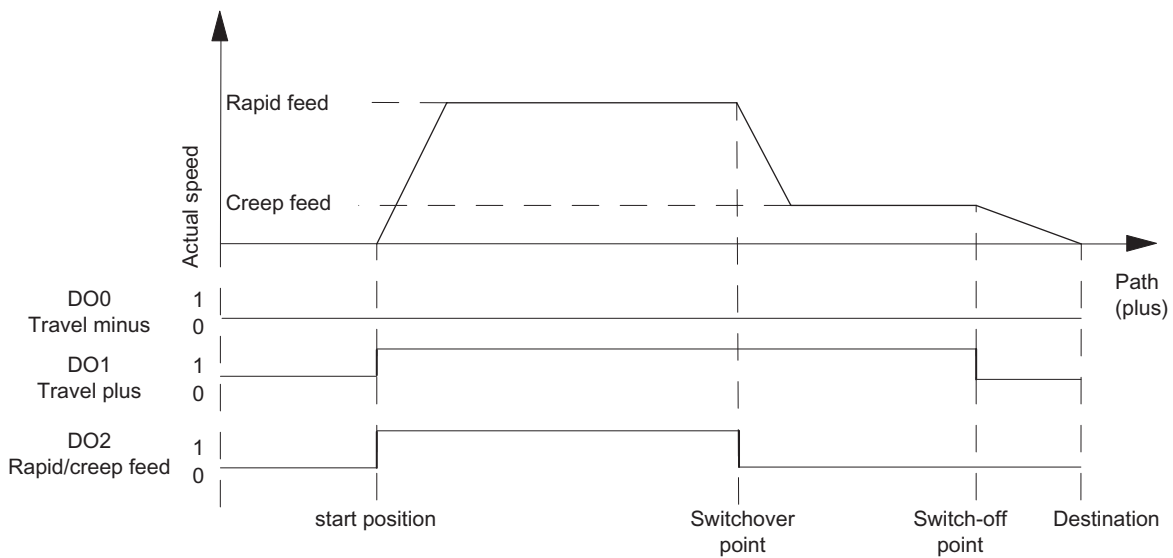 Rapid feed
Creep feed
Actual speed
Path
(plus)
DO0
Travel minus
1
0
DO1
Travel plus
1
0
DO2
Rapid/creep feed
1
0
start position
Switchover
point
Switch-off
point
Destination